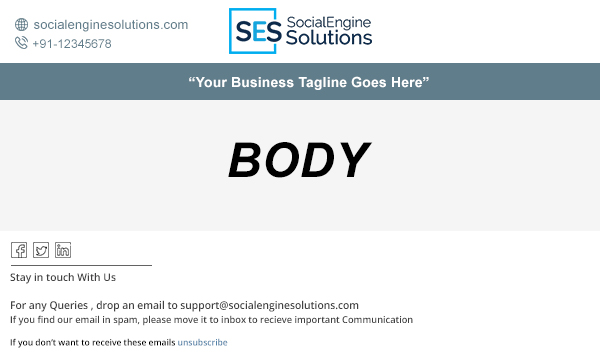 socialenginesolutions.com
+91-12345678
SES SocialEngine
Solutions
“Your Business Tagline Goes Here”
BODY
Stay in touch With Us
For any Queries , drop an email to support@socialenginesolutions.com
If you find our email in spam, please move it to inbox to recieve important Communication
If you don’t want to receive these emails unsubscribe